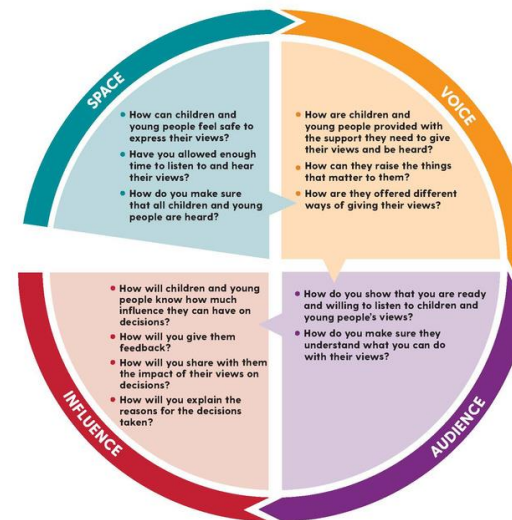 SPACE
• How can children and
young people feel safe to
express their views?
• Have you allowed enough
time to listen to and hear
their views?
• How do you make sure
that all children and young
people are heard?
VOICE
• How are children and
young people provided with
the support they need to
give their views and be heard?
• How can they raise the things
that matter to them?
• How are they offered different
ways of giving their views?
AUDIENCE
• How do you show that you are ready
and willing to listen to children and
young people's views?
• How do you make sure they
understand what you can do
with their views?
INFLUENCE
• How will children and young
people know how much
influence they can have on
decisions?
• How will you give them
feedback?
• How will you share with them
the impact of their views on
decisions?
• How will you explain the
reasons for the decisions
taken?